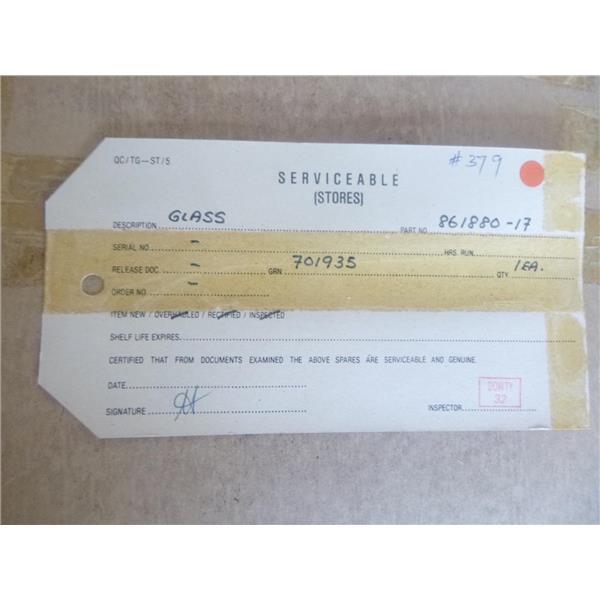 QC/TG—ST/5 #379
SERVICEABLE
(STORES)
DESCRIPTION GLASS PART NO. 861880-17
SERIAL NO. - HRS. RUN
RELEASE DOC. - GRN 701935 QTY. 1 EA.
ORDER NO. -
ITEM NEW / OVERHAULED / RECTIFIED / INSPECTED
SHELF LIFE EXPIRES
CERTIFIED THAT FROM DOCUMENTS EXAMINED THE ABOVE SPARES ARE SERVICEABLE AND GENUINE.
DATE DOWTY
SIGNATURE INSPECTOR 32